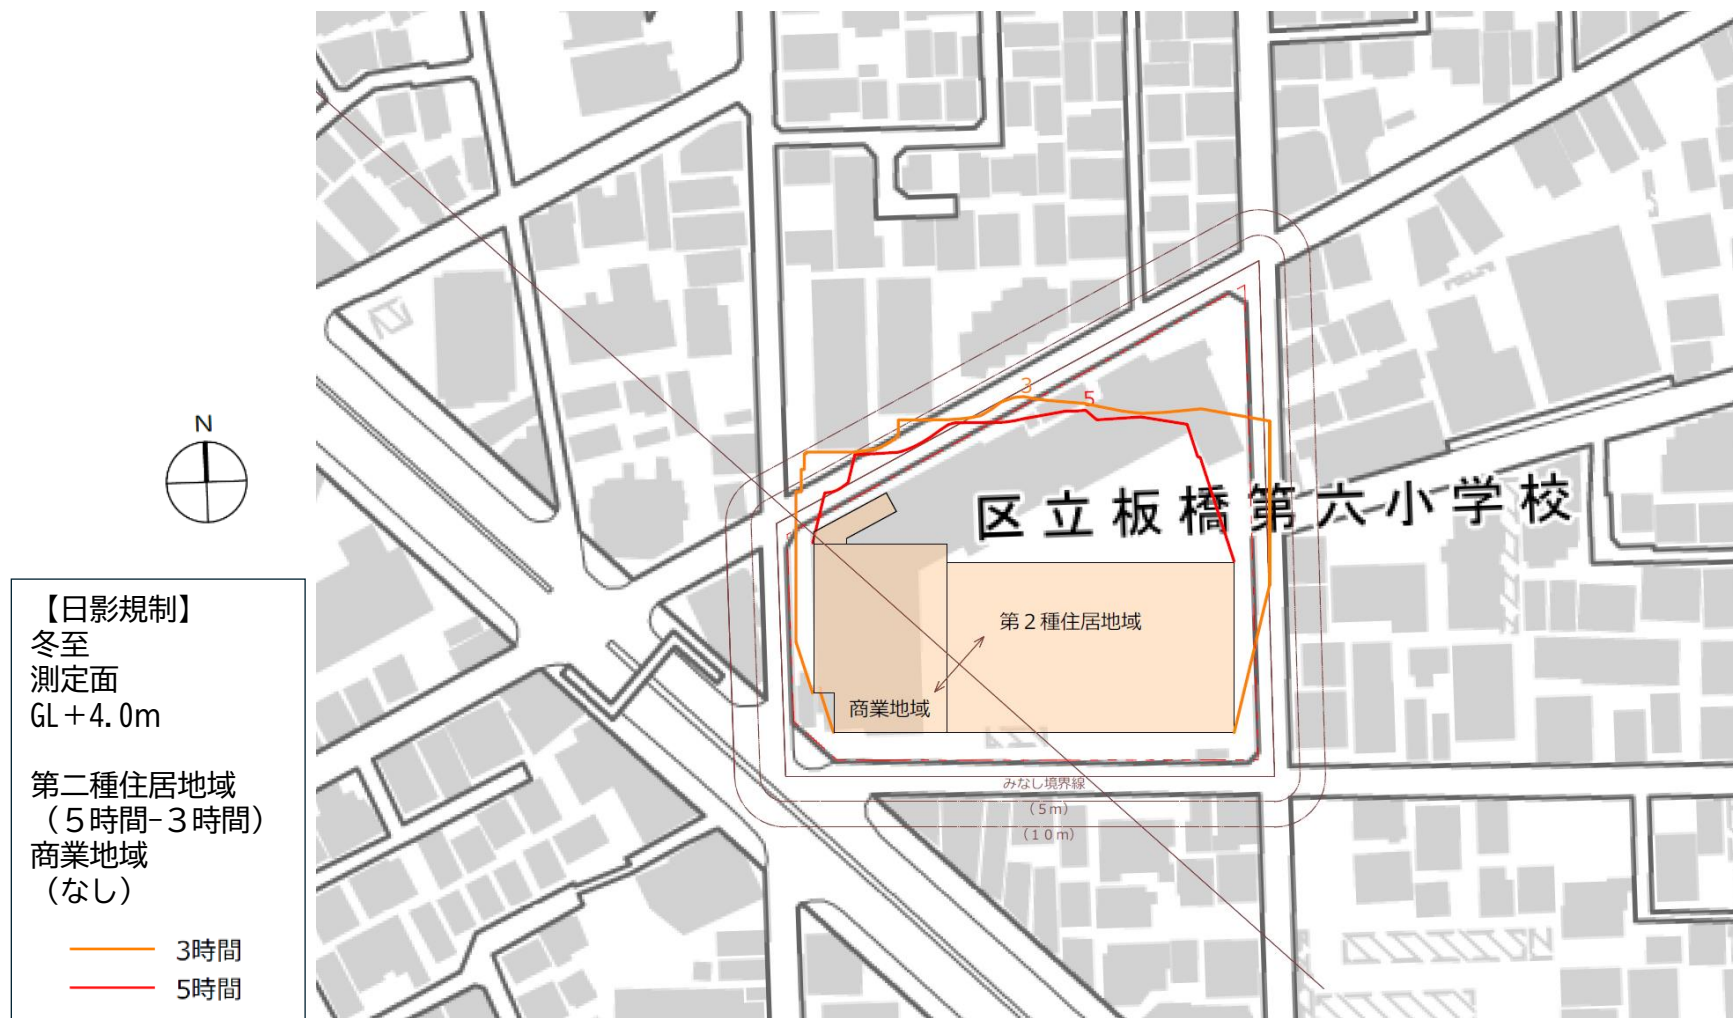 N
【日影規制】
冬至
測定面
GL＋4.0m
第二種住居地域
（５時間−３時間）
商業地域
（なし）
3時間
5時間
3
5
区立板橋第六小学校
第２種住居地域
商業地域
みなし境界線
（5ｍ）
（１０ｍ）